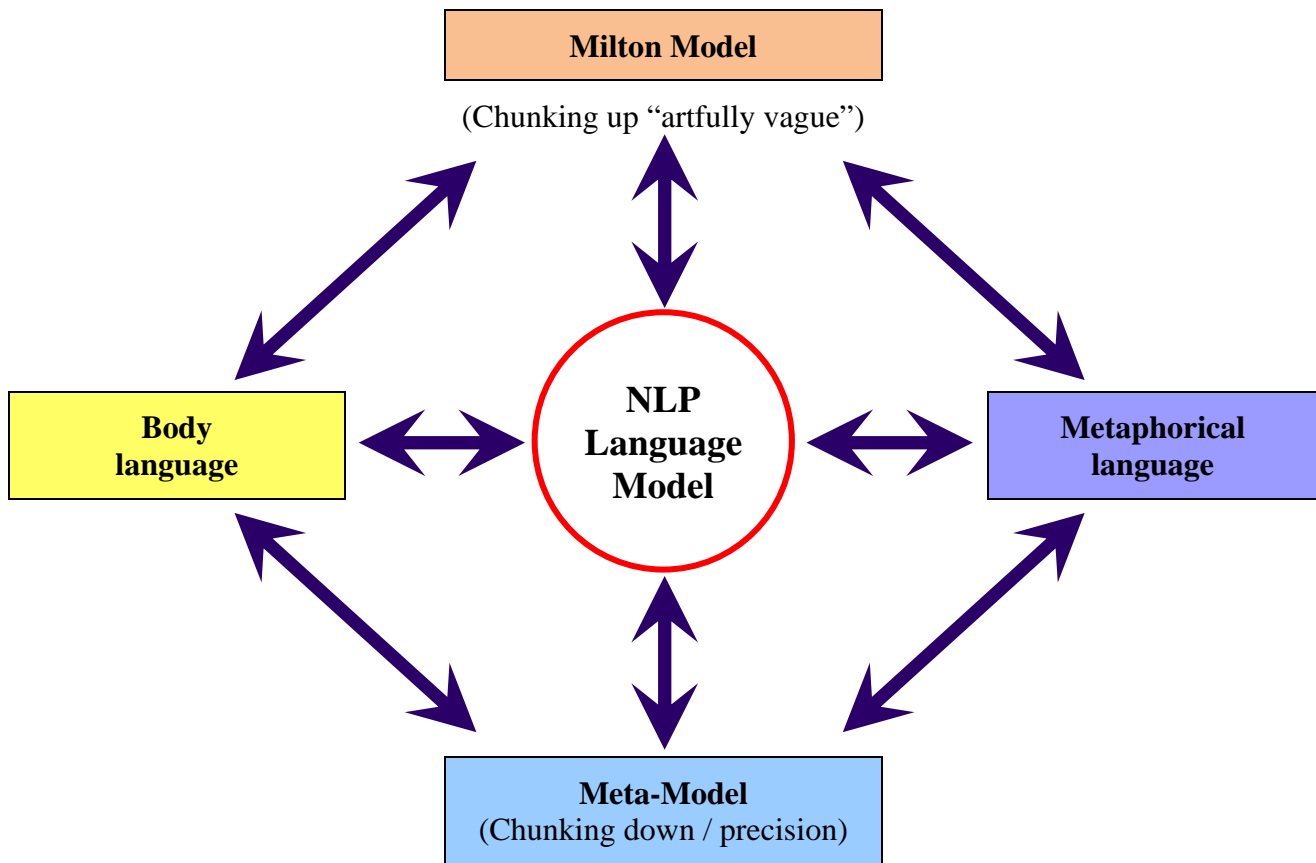 Milton Model
(Chunking up “artfully vague”)
Body
language
NLP
Language
Model
Metaphorical
language
Meta-Model
(Chunking down / precision)